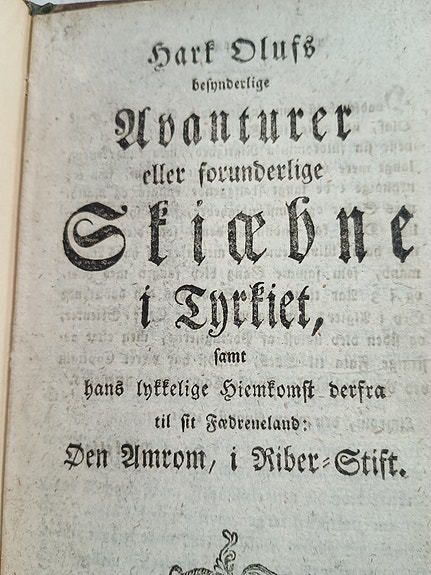 Hark Olufs
besynderlige
Avanturer
eller forunderlige
Skiæbne
i Tyrkiet,
samt
hans lykkelige Hiemkomst derfra
til sit Fædreneland:
Øen Amrom, i Riber-Stift.